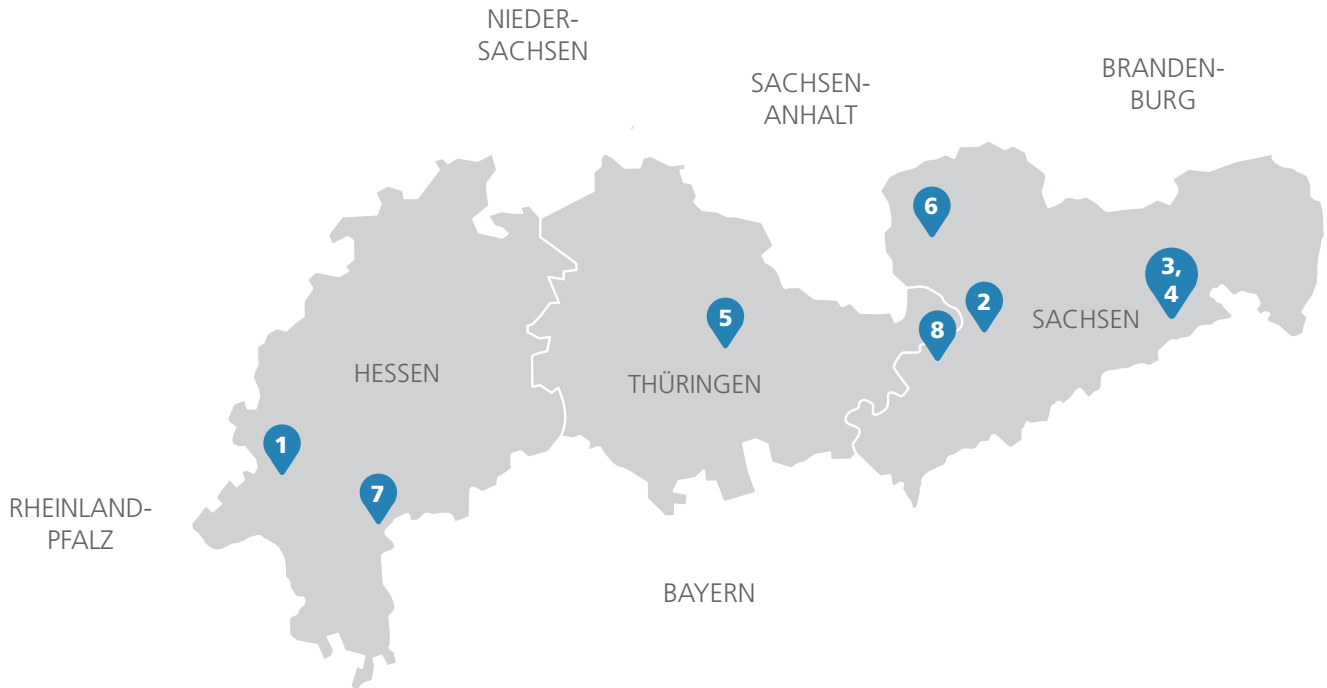 NIEDER-
SACHSEN
SACHSEN-
ANHALT
BRANDEN-
BURG
6
3,
4
2
SACHSEN
5
8
HESSEN
THÜRINGEN
1
7
RHEINLAND-
PFALZ
BAYERN